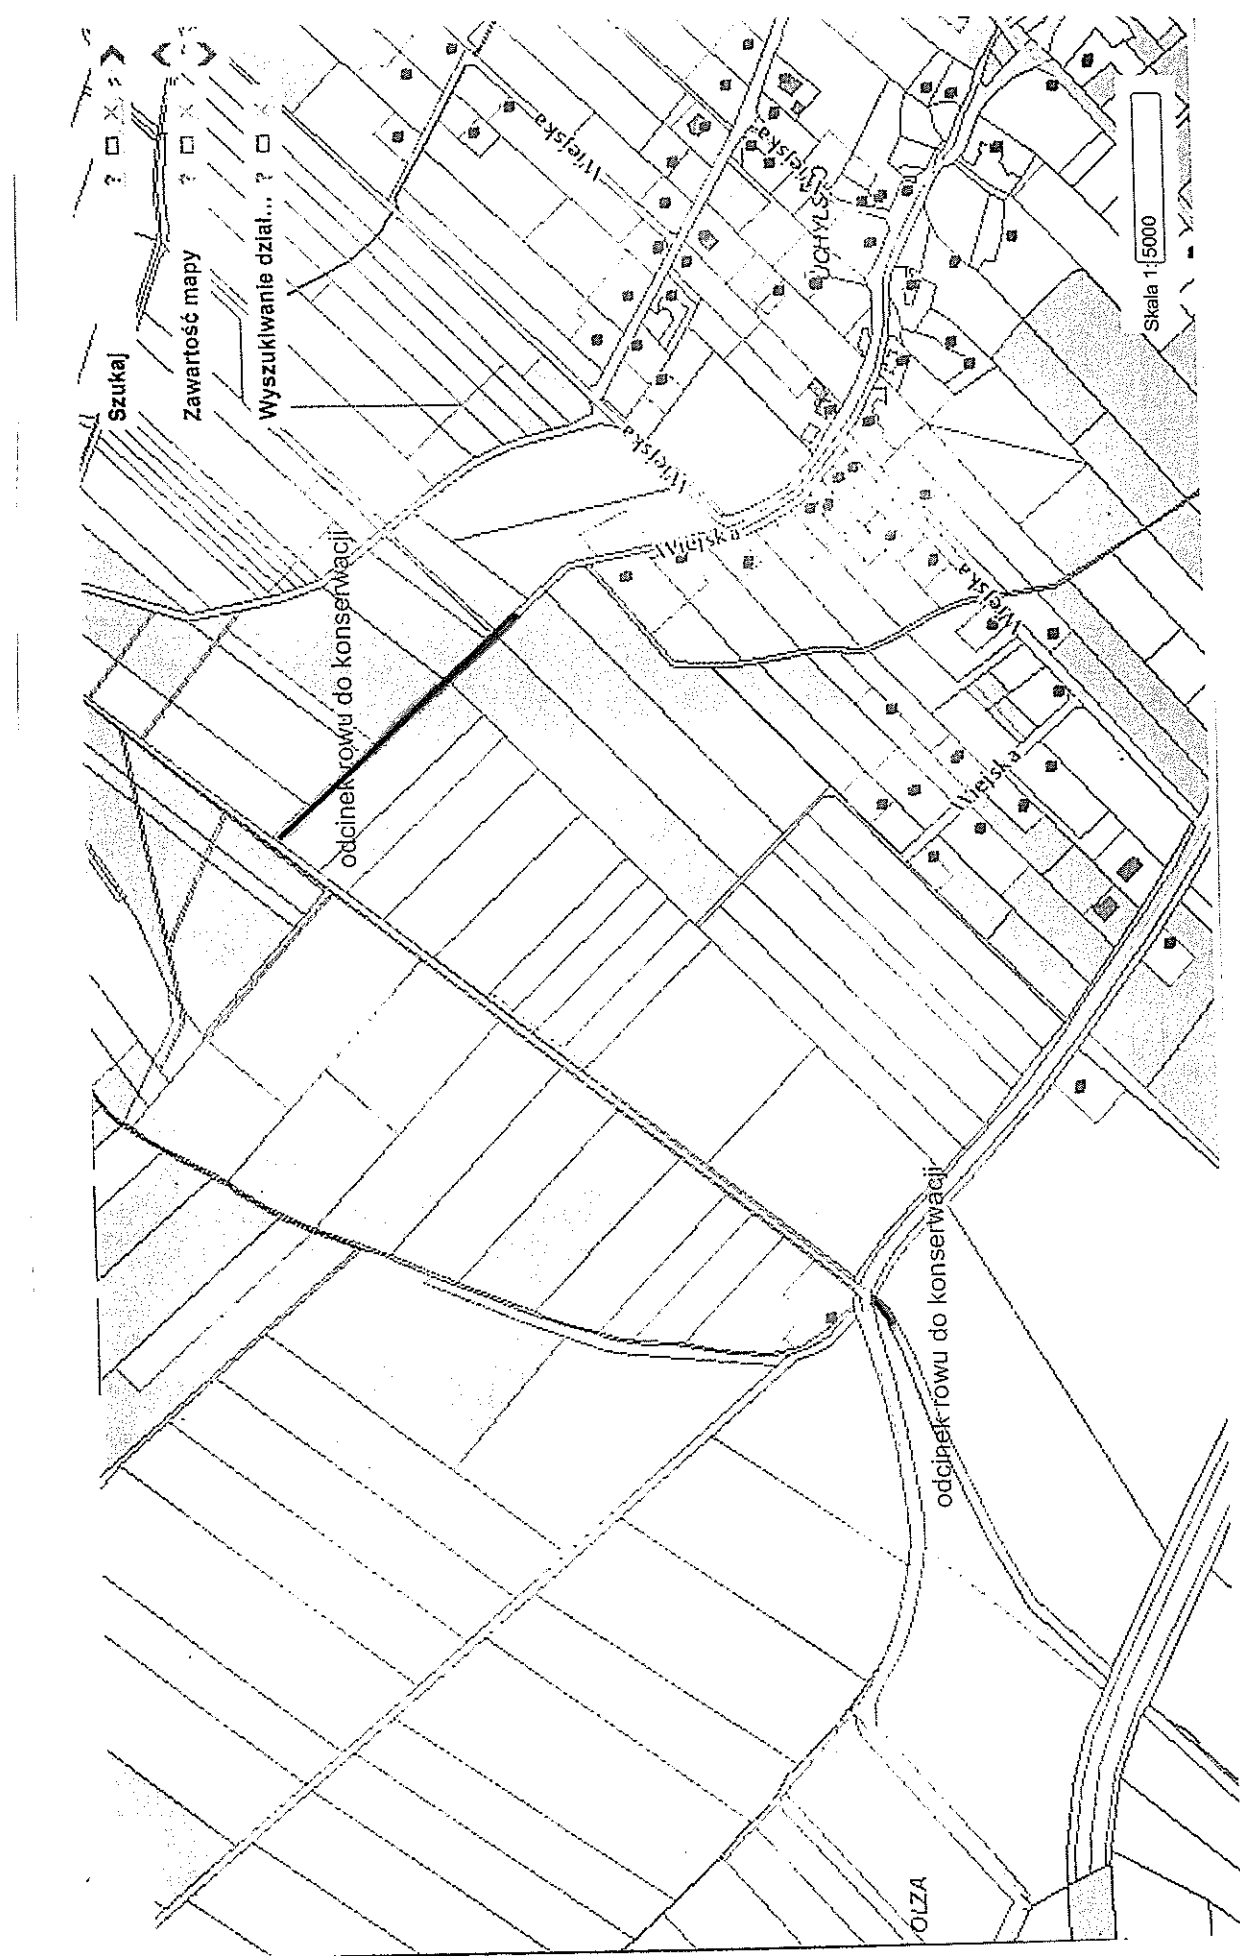 Szukaj
? □ X
Zawartość mapy
? □ X
Wyszukiwanie dział... ? □ X
odcinek rowu do konserwacji
Wiejska
Wiejska
Wiejska
Wiejska
UCHYLS
Wiejska
Wiejska
odcinek rowu do konserwacji
OLZA
Skala 1: 5000